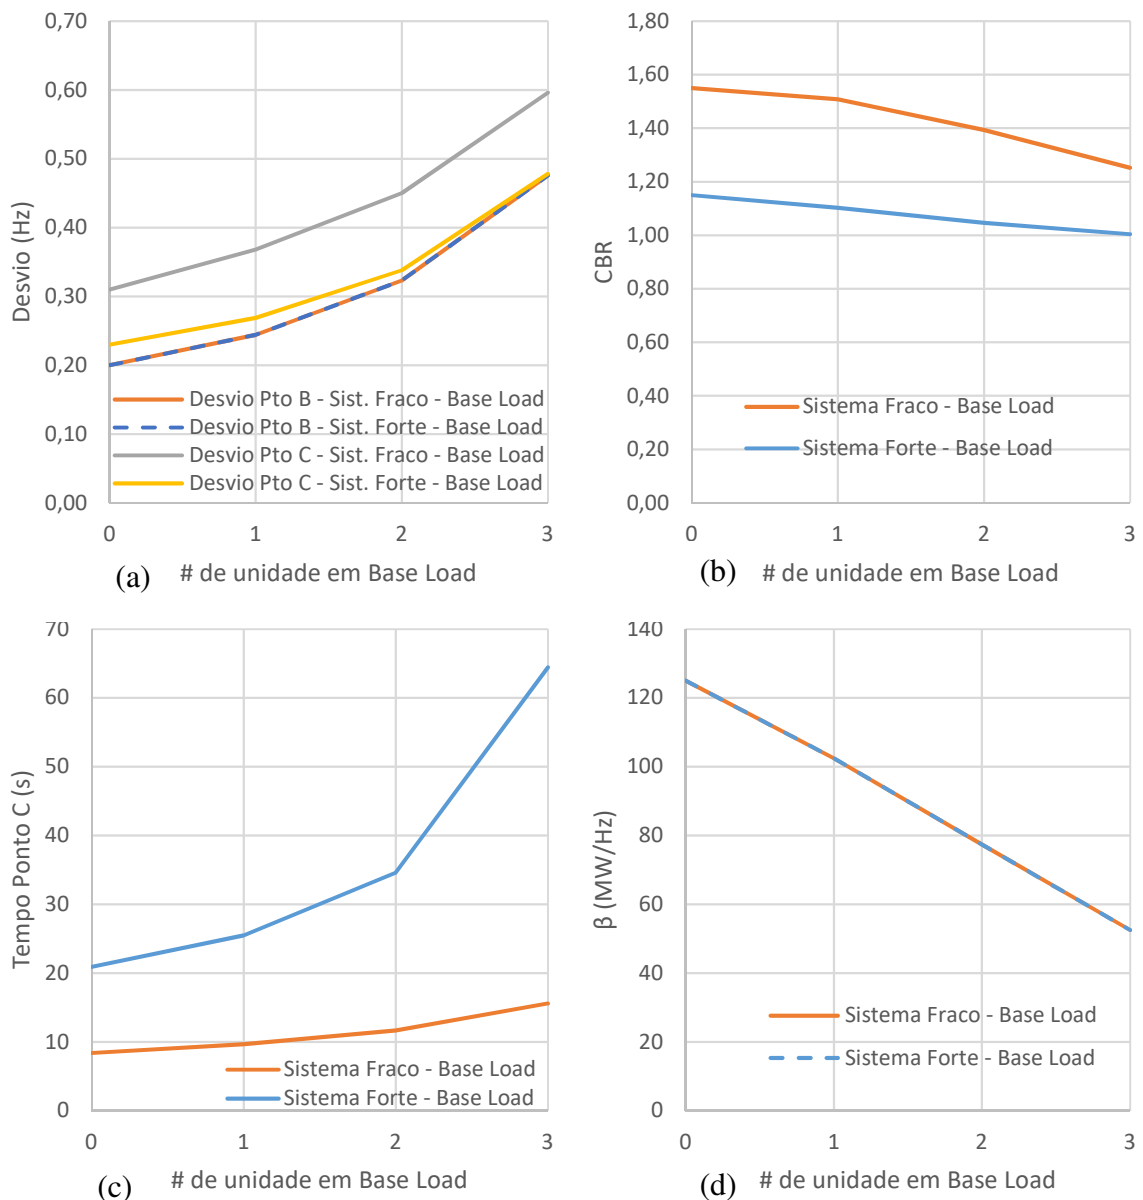 0,70
0,60
0,50
0,40
0,30
0,20
0,10
0,00
Desvio (Hz)
Desvio Pto B - Sist. Fraco - Base Load
Desvio Pto B - Sist. Forte - Base Load
Desvio Pto C - Sist. Fraco - Base Load
Desvio Pto C - Sist. Forte - Base Load
0 1 2 3
(a) # de unidade em Base Load
1,80
1,60
1,40
1,20
1,00
0,80
0,60
0,40
0,20
0,00
CBR
Sistema Fraco - Base Load
Sistema Forte - Base Load
0 1 2 3
(b) # de unidade em Base Load
70
60
50
40
30
20
10
0
Tempo Ponto C (s)
Sistema Fraco - Base Load
Sistema Forte - Base Load
0 1 2 3
(c) # de unidade em Base Load
140
120
100
80
60
40
20
0
β (MW/Hz)
Sistema Fraco - Base Load
Sistema Forte - Base Load
0 1 2 3
(d) # de unidade em Base Load